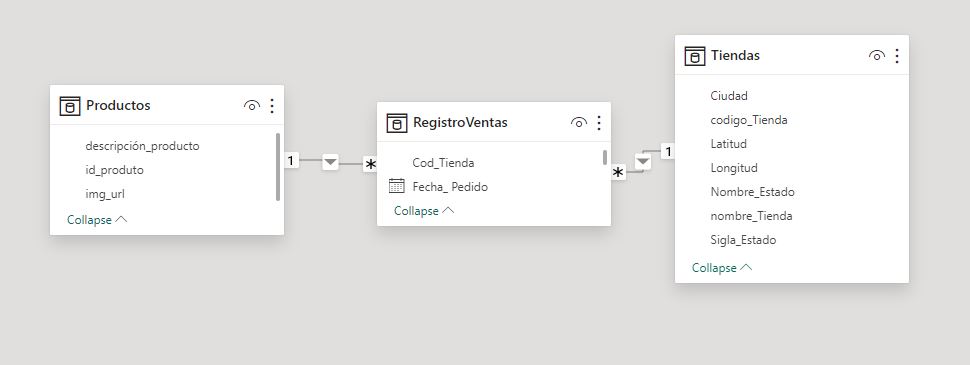 Productos
descripción_producto
id_produto
img_url
Collapse
1
*
RegistroVentas
Cod_Tienda
Fecha_ Pedido
Collapse
*
1
Tiendas
Ciudad
codigo_Tienda
Latitud
Longitud
Nombre_Estado
nombre_Tienda
Sigla_Estado
Collapse